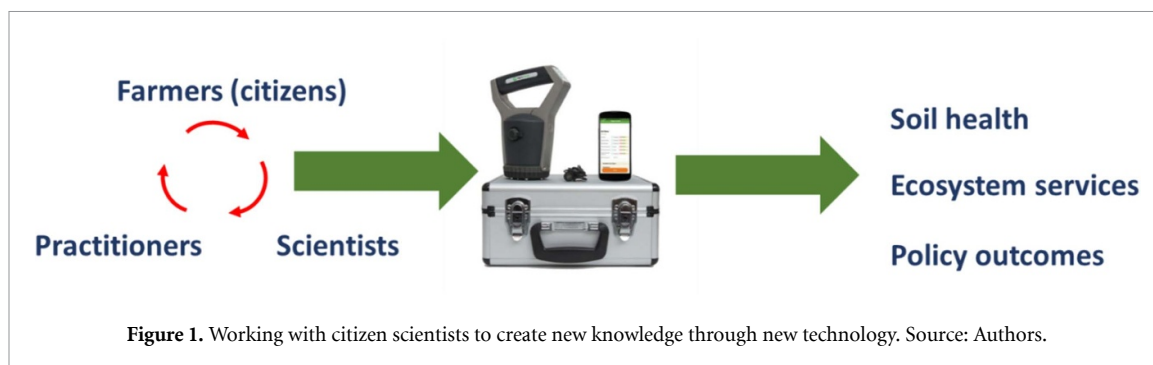 Farmers (citizens)
Practitioners
Scientists
Soil health
Ecosystem services
Policy outcomes
Figure 1. Working with citizen scientists to create new knowledge through new technology. Source: Authors.